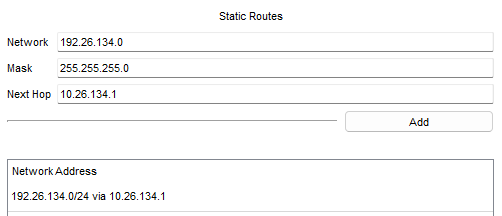 Static Routes
Network 192.26.134.0
Mask 255.255.255.0
Next Hop 10.26.134.1
Add
Network Address
192.26.134.0/24 via 10.26.134.1